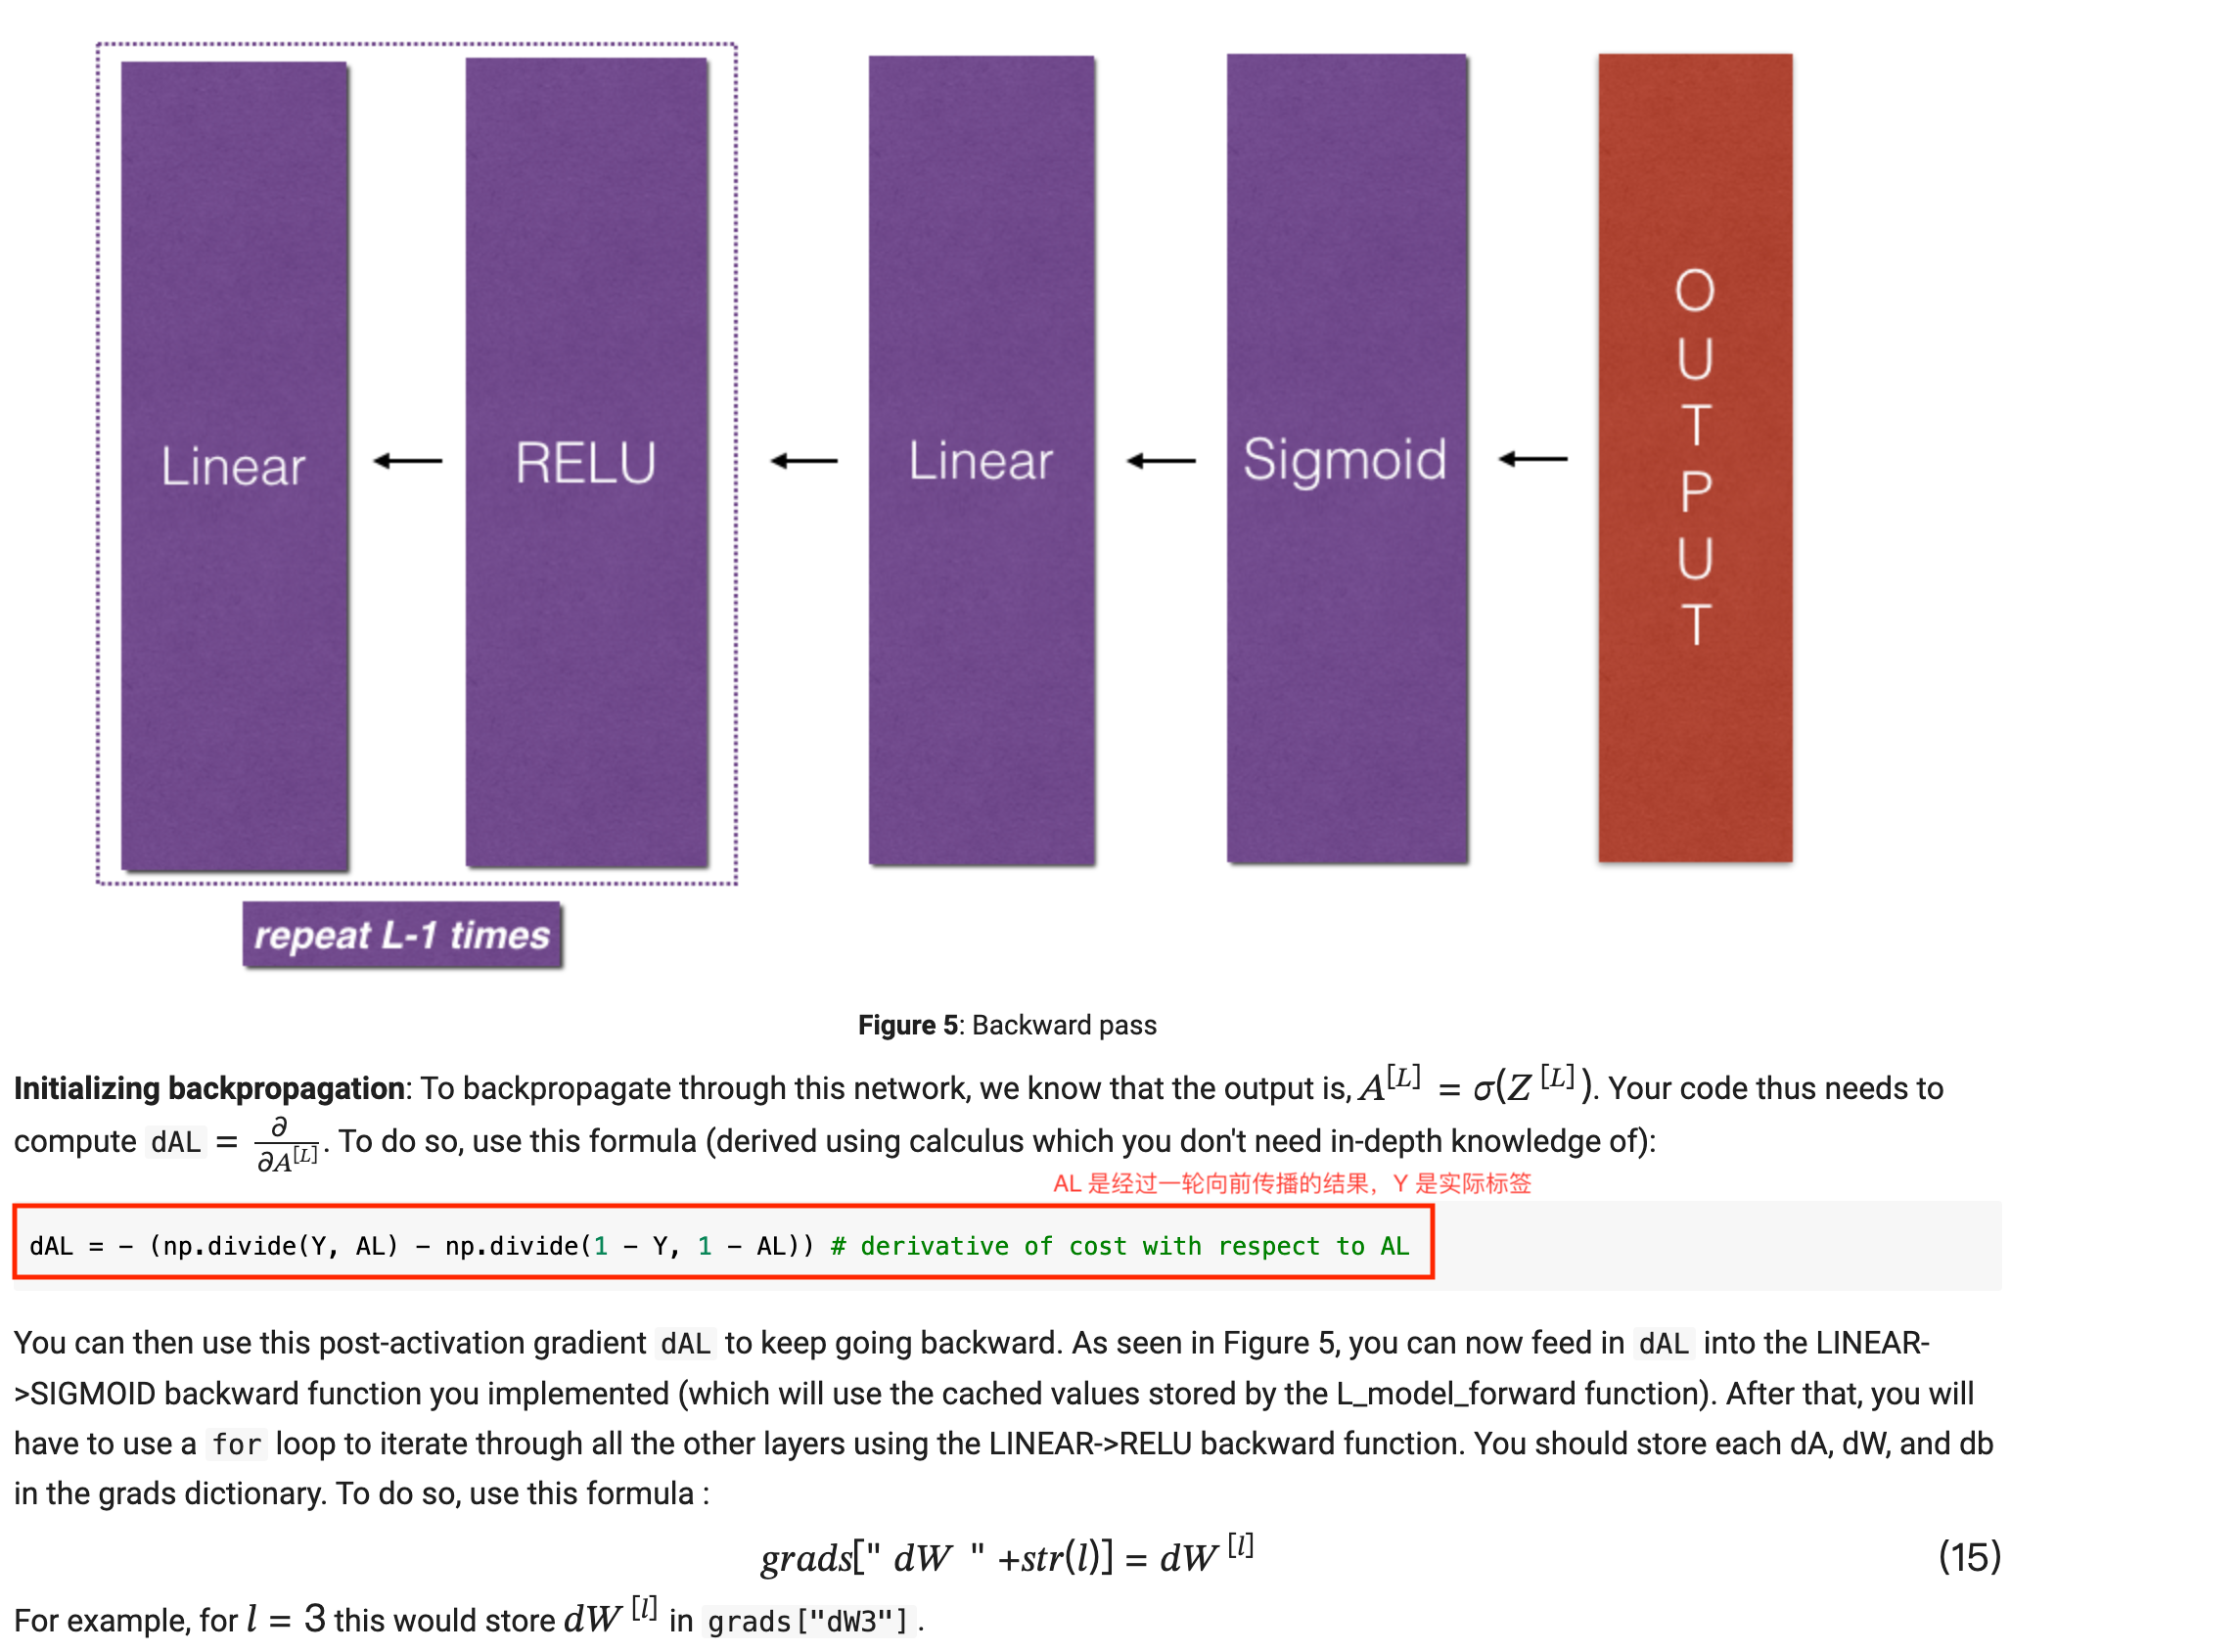 Linear
RELU
Linear
Sigmoid
OUTPUT
repeat L-1 times
Figure 5: Backward pass
Initializing backpropagation: To backpropagate through this network, we know that the output is, A^[L] = σ(Z^[L]). Your code thus needs to
compute dAL = ∂/∂A^[L]. To do so, use this formula (derived using calculus which you don't need in-depth knowledge of):
AL 是经过一轮向前传播的结果，Y 是实际标签
dAL = - (np.divide(Y, AL) - np.divide(1 - Y, 1 - AL)) # derivative of cost with respect to AL
You can then use this post-activation gradient dAL to keep going backward. As seen in Figure 5, you can now feed in dAL into the LINEAR-
>SIGMOID backward function you implemented (which will use the cached values stored by the L_model_forward function). After that, you will
have to use a for loop to iterate through all the other layers using the LINEAR->RELU backward function. You should store each dA, dW, and db
in the grads dictionary. To do so, use this formula :
grads[" dW " +str(l)] = dW^[l] (15)
For example, for l = 3 this would store dW^[l] in grads["dW3"].